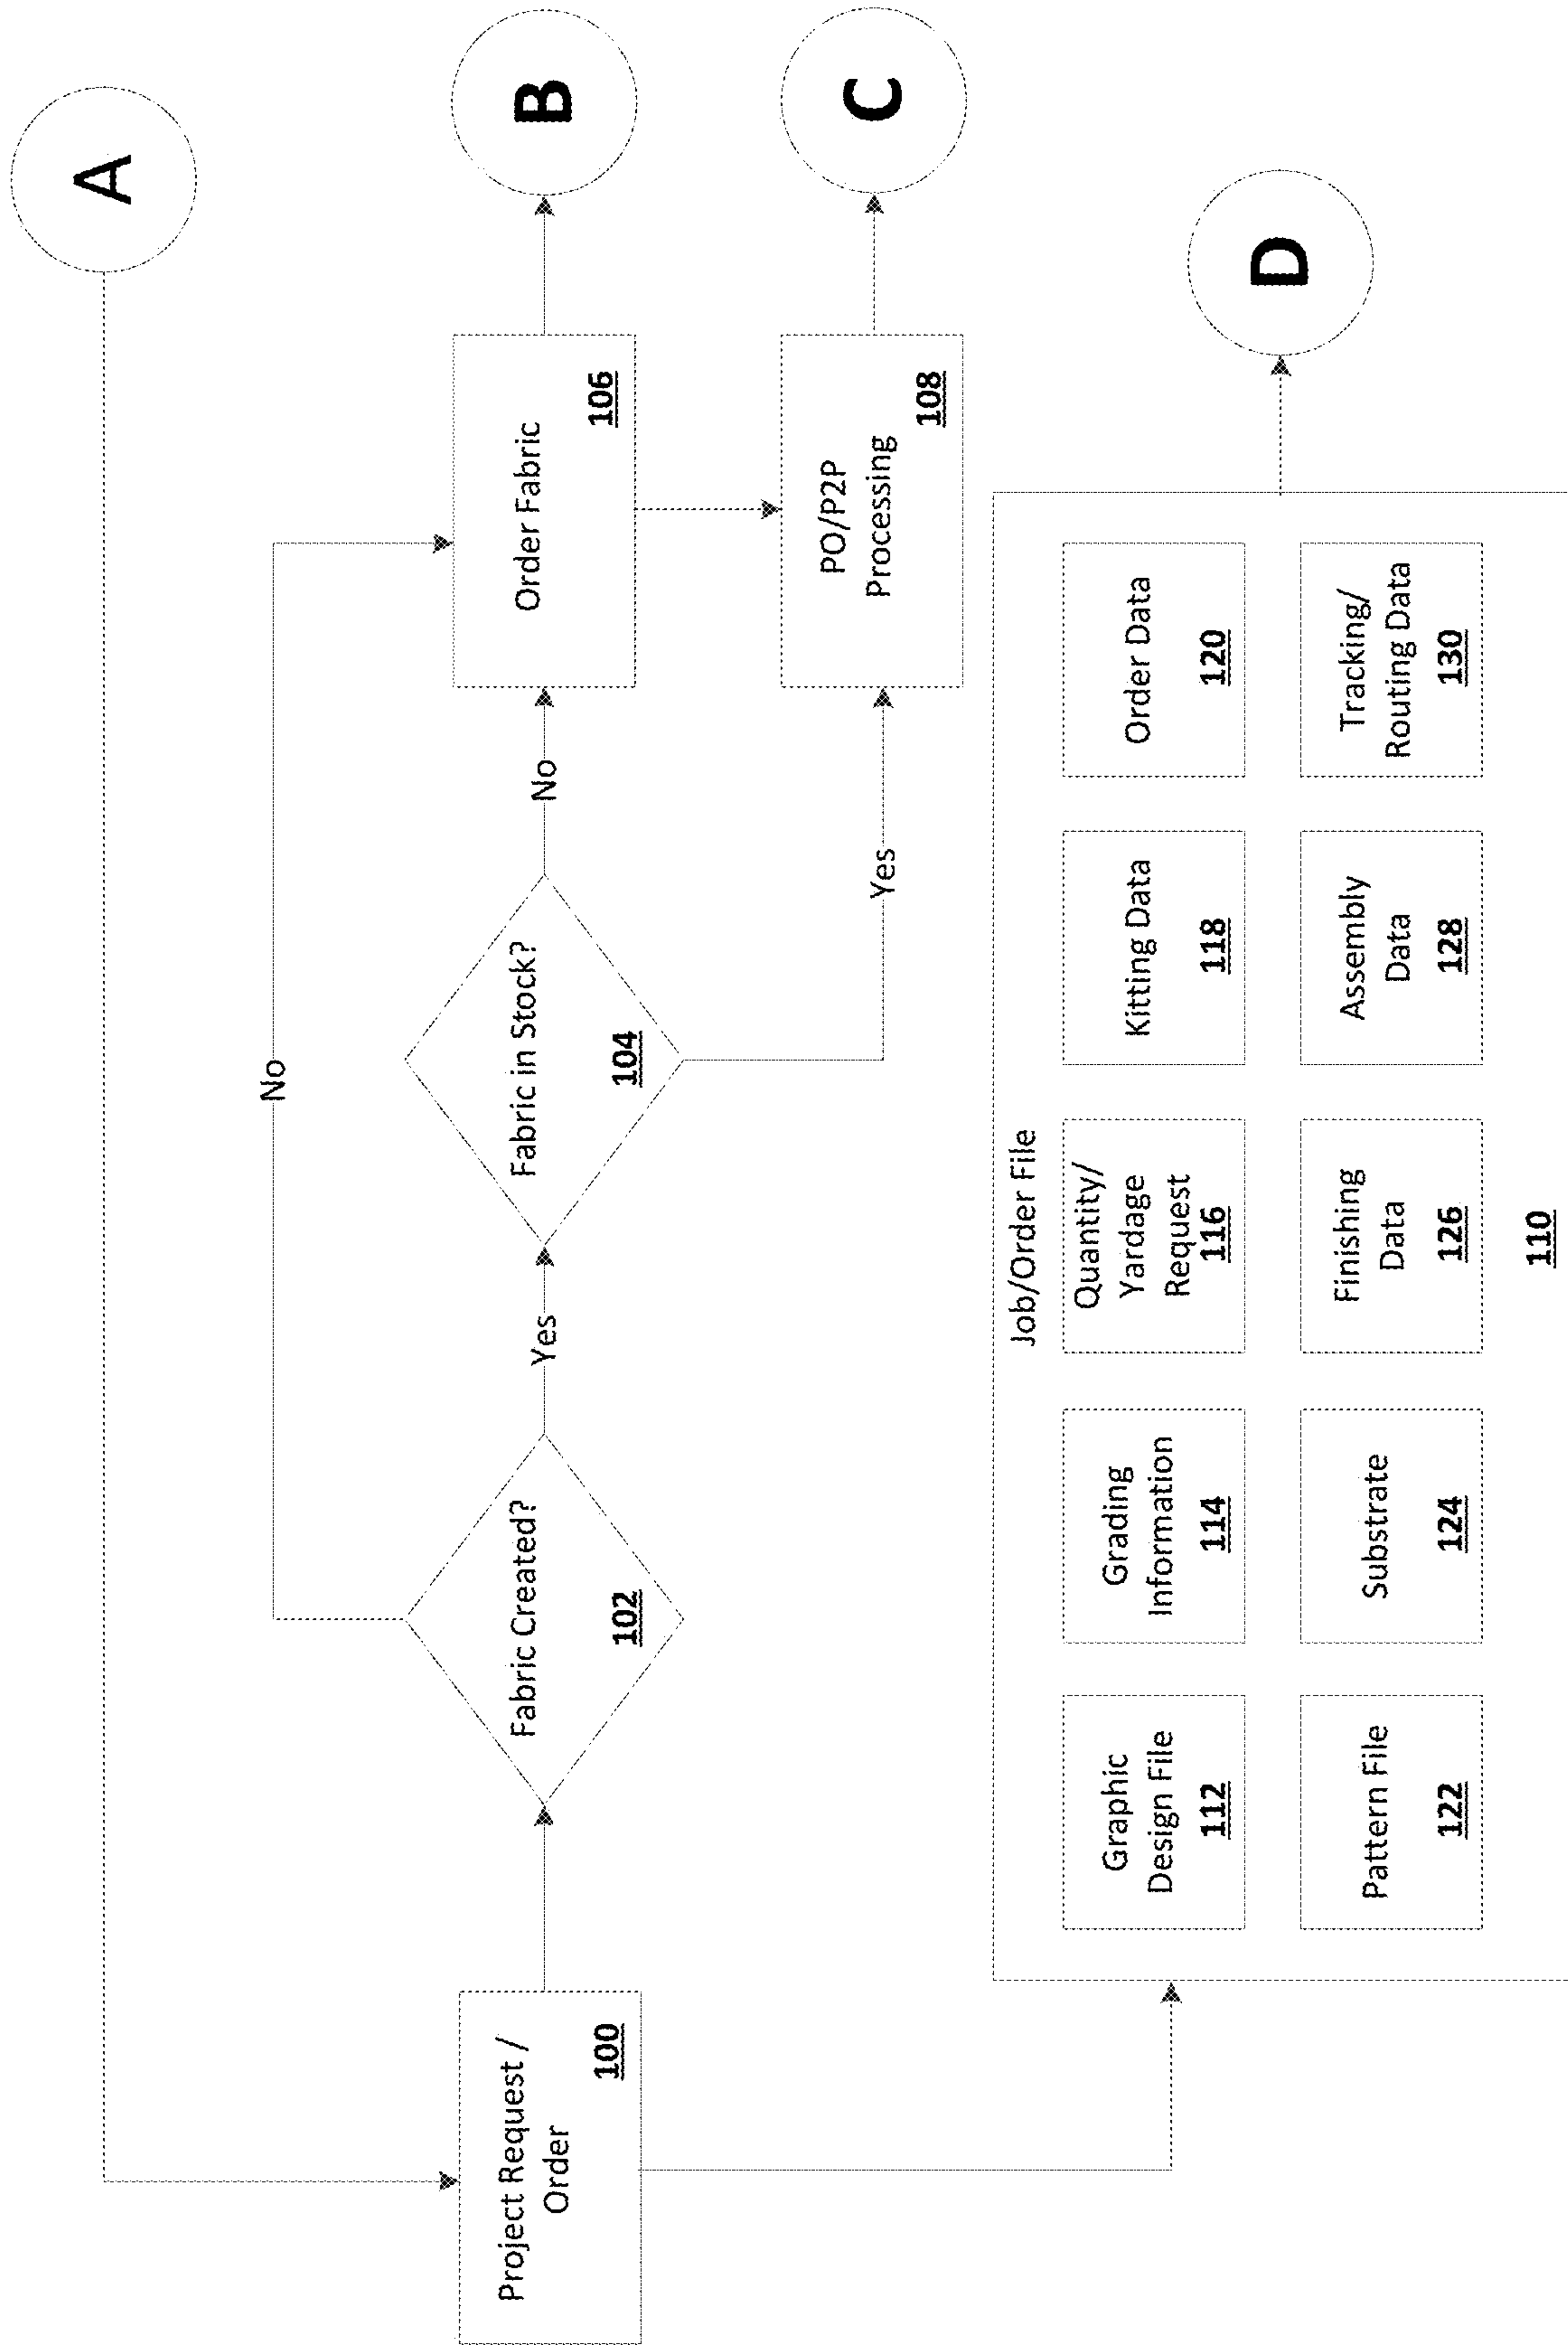 A
No
Project Request /
Order
100
Fabric Created?
102
Yes
Fabric in Stock?
104
No
Order Fabric
106
B
Yes
PO/P2P
Processing
108
C
Job/Order File
Graphic
Design File
112
Grading
Information
114
Quantity/
Yardage
Request
116
Kitting Data
118
Order Data
120
Pattern File
122
Substrate
124
Finishing
Data
126
Assembly
Data
128
Tracking/
Routing Data
130
110
D